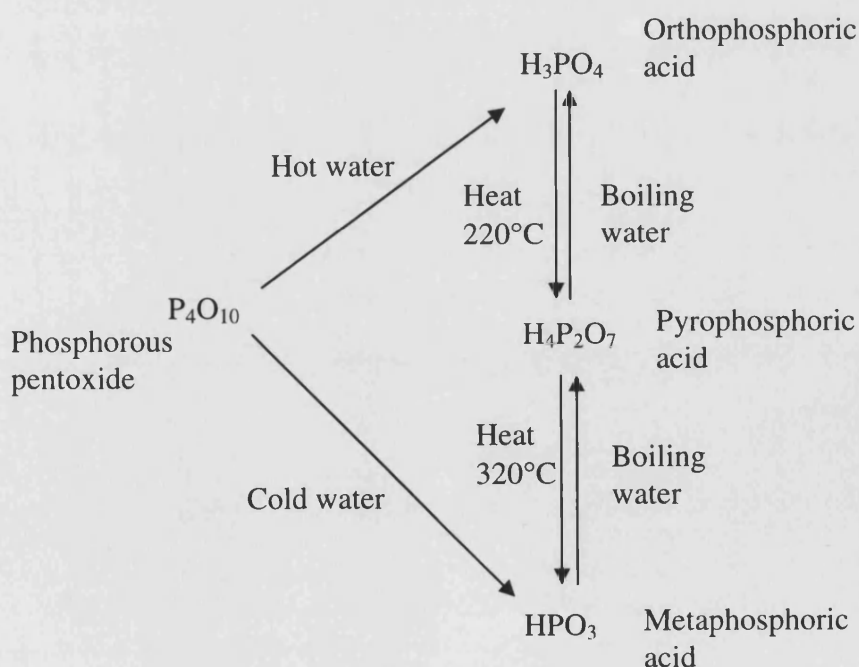 Orthophosphoric
acid
H₃PO₄
Hot water
Heat
220°C
Boiling
water
P₄O₁₀
Phosphorous
pentoxide
H₄P₂O₇
Pyrophosphoric
acid
Heat
320°C
Boiling
water
Cold water
HPO₃
Metaphosphoric
acid